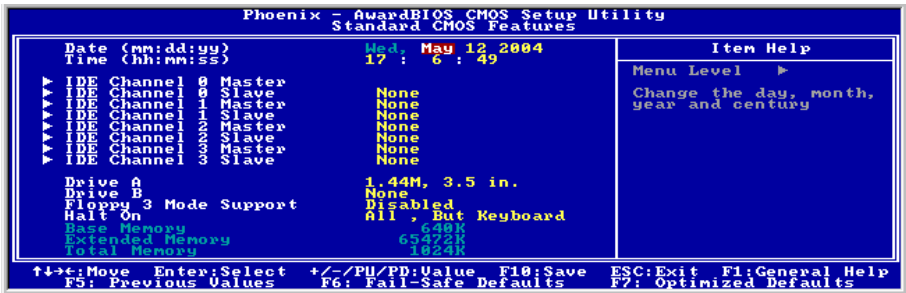 Phoenix - AwardBIOS CMOS Setup Utility
Standard CMOS Features
Date (mm:dd:yy) Wed, May 12 2004
Time (hh:mm:ss) 17 : 6 : 49
► IDE Channel 0 Master
► IDE Channel 0 Slave None
► IDE Channel 1 Master None
► IDE Channel 1 Slave None
► IDE Channel 2 Master None
► IDE Channel 2 Slave None
► IDE Channel 3 Master None
► IDE Channel 3 Slave None
Drive A 1.44M, 3.5 in.
Drive B None
Floppy 3 Mode Support Disabled
Halt On All , But Keyboard
Base Memory 640K
Extended Memory 65472K
Total Memory 1024K
Item Help
Menu Level ►
Change the day, month,
year and century
↑↓→←:Move Enter:Select +/-/PU/PD:Value F10:Save ESC:Exit F1:General Help
F5: Previous Values F6: Fail-Safe Defaults F7: Optimized Defaults